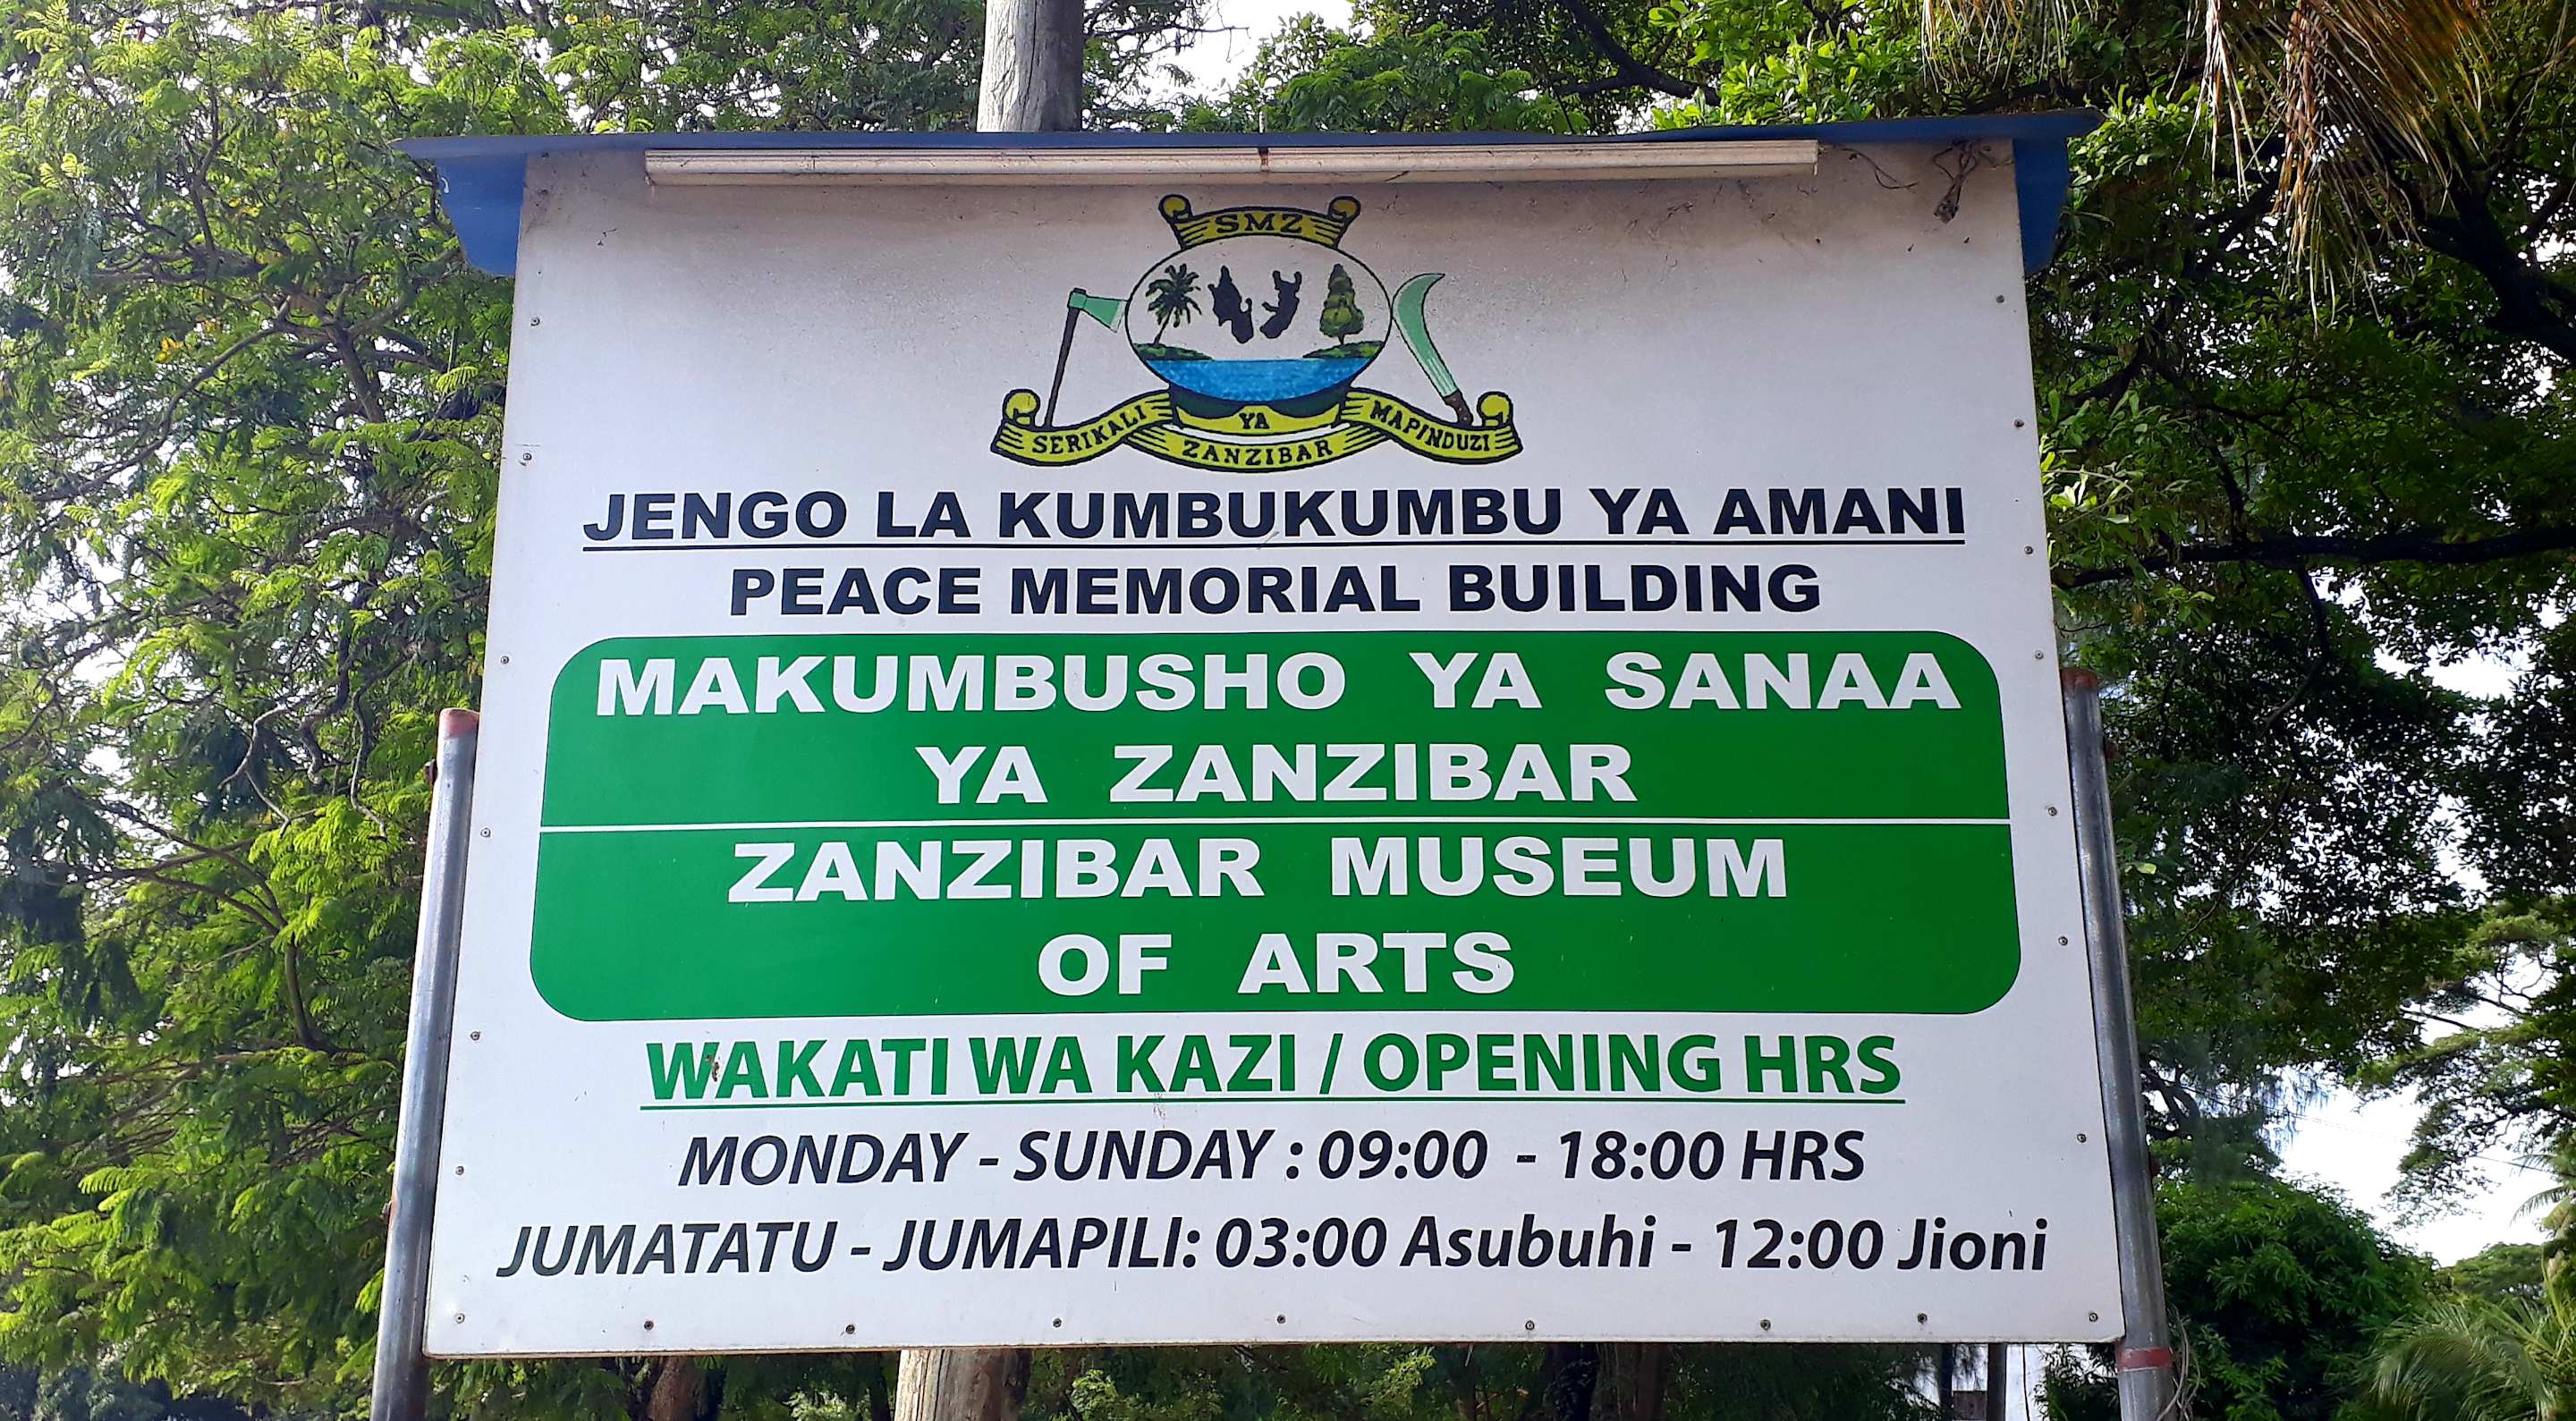 SMZ
SERIKALI YA MAPINDUZI
ZANZIBAR
JENGO LA KUMBUKUMBU YA AMANI
PEACE MEMORIAL BUILDING
MAKUMBUSHO YA SANAA
YA ZANZIBAR
ZANZIBAR MUSEUM
OF ARTS
WAKATI WA KAZI / OPENING HRS
MONDAY - SUNDAY : 09:00 - 18:00 HRS
JUMATATU - JUMAPILI: 03:00 Asubuhi - 12:00 Jioni